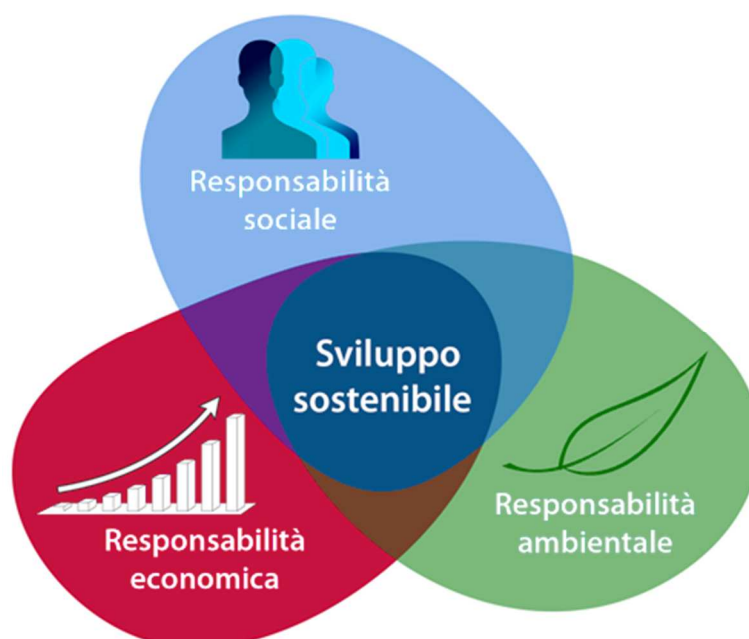 Responsabilità
sociale
Sviluppo
sostenibile
Responsabilità
economica
Responsabilità
ambientale